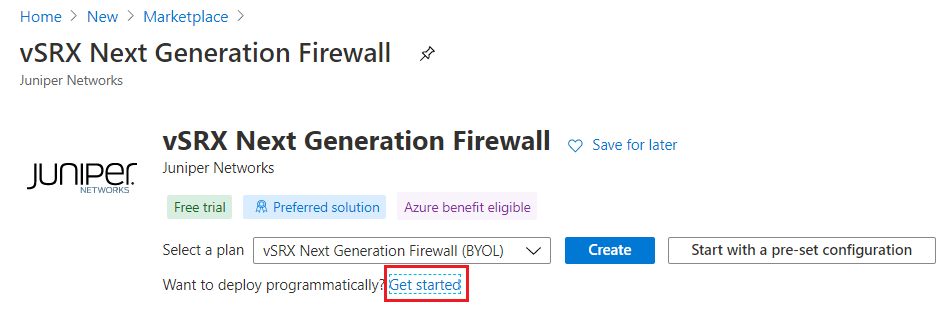 Home > New > Marketplace >
vSRX Next Generation Firewall
Juniper Networks
JUNIPER
NETWORKS
vSRX Next Generation Firewall
Save for later
Juniper Networks
Free trial
Preferred solution
Azure benefit eligible
Select a plan
vSRX Next Generation Firewall (BYOL)
Create
Start with a pre-set configuration
Want to deploy programmatically? Get started